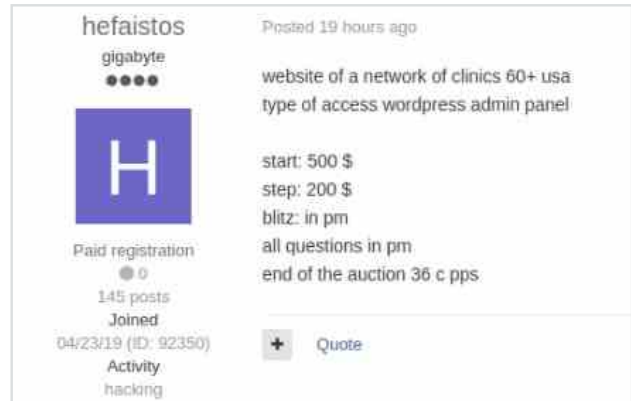 hefaistos
gigabyte
H
Paid registration
0
145 posts
Joined
04/23/19 (ID: 92350)
Activity
hacking
Posted 19 hours ago
website of a network of clinics 60+ usa
type of access wordpress admin panel
start: 500 $
step: 200 $
blitz: in pm
all questions in pm
end of the auction 36 c pps
+ Quote